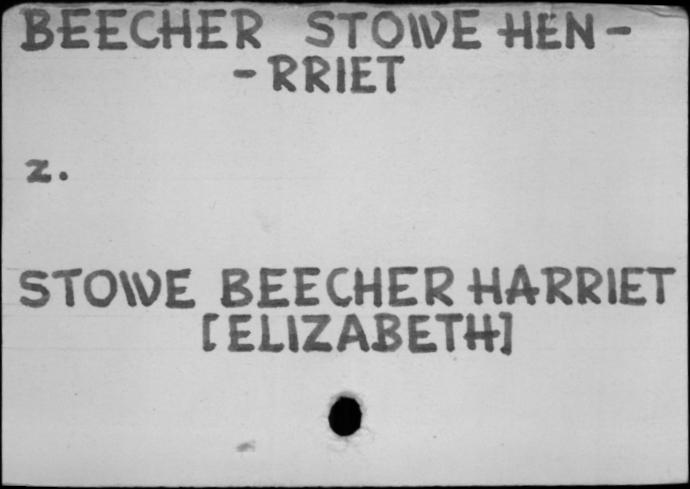 BEECHER STOWE HEN-
-RRIET
z.
STOWE BEECHER HARRIET
[ELIZABETH]